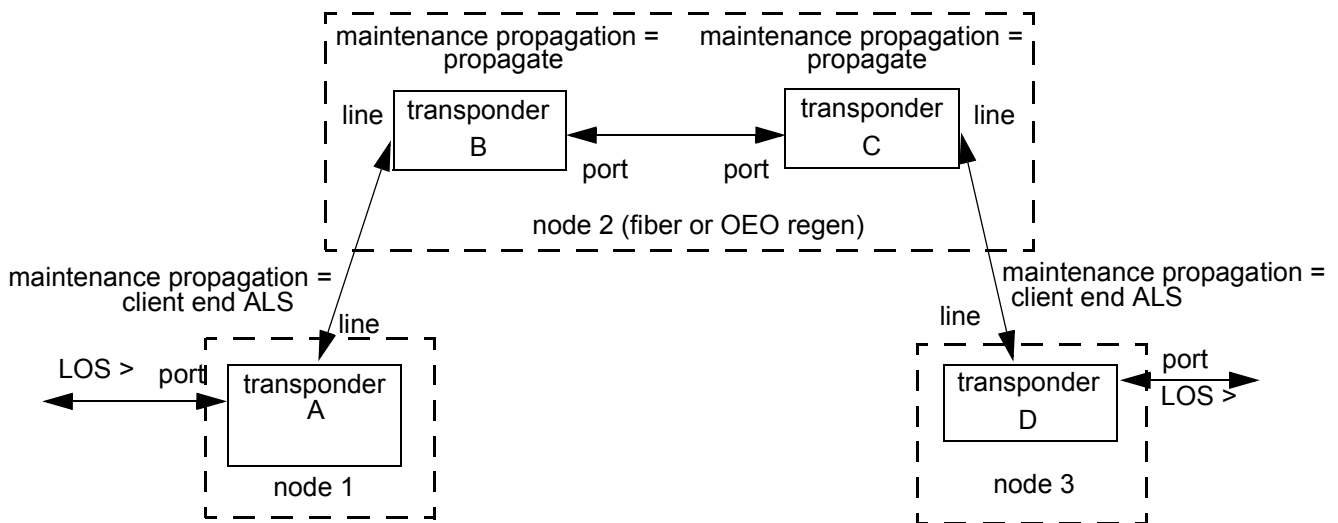 maintenance propagation =
propagate
maintenance propagation =
propagate
line
transponder
B
transponder
C
line
port
port
node 2 (fiber or OEO regen)
maintenance propagation =
client end ALS
maintenance propagation =
client end ALS
line
line
LOS >
port
transponder
A
node 1
transponder
D
port
LOS >
node 3